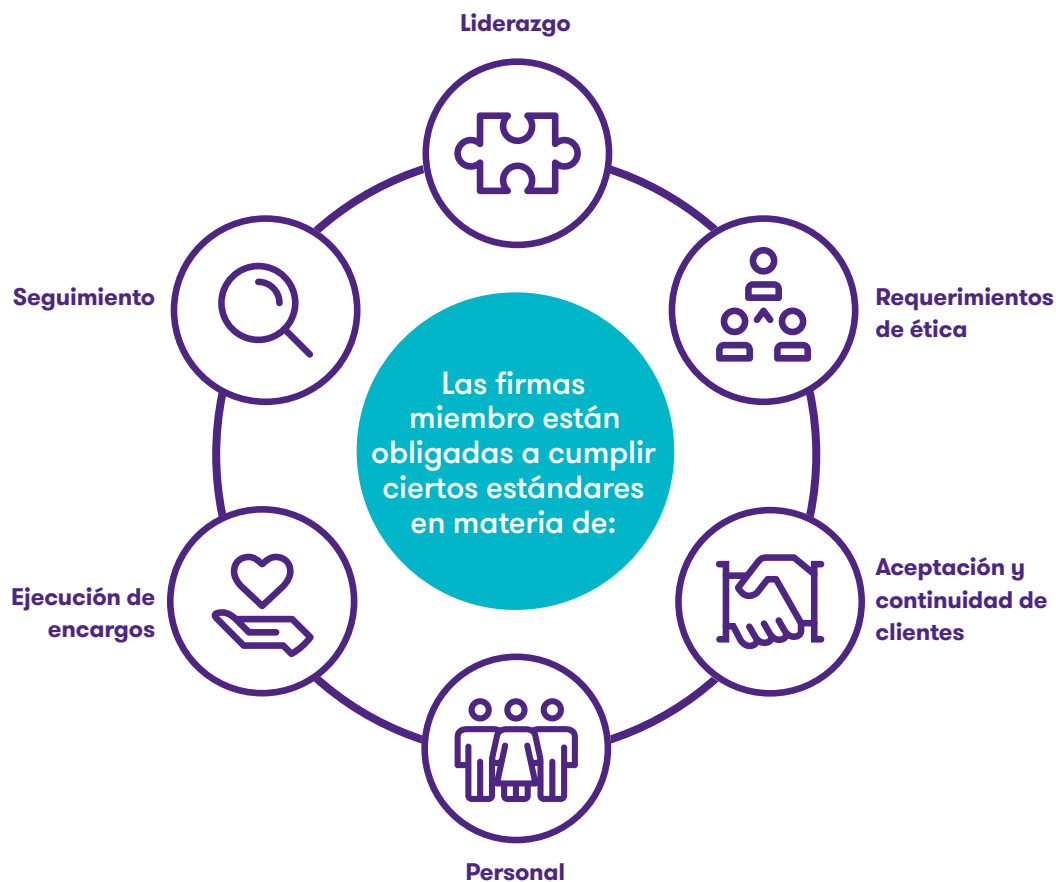 Liderazgo
Seguimiento
Requerimientos
de ética
Las firmas
miembro están
obligadas a cumplir
ciertos estándares
en materia de:
Ejecución de
encargos
Aceptación y
continuidad de
clientes
Personal